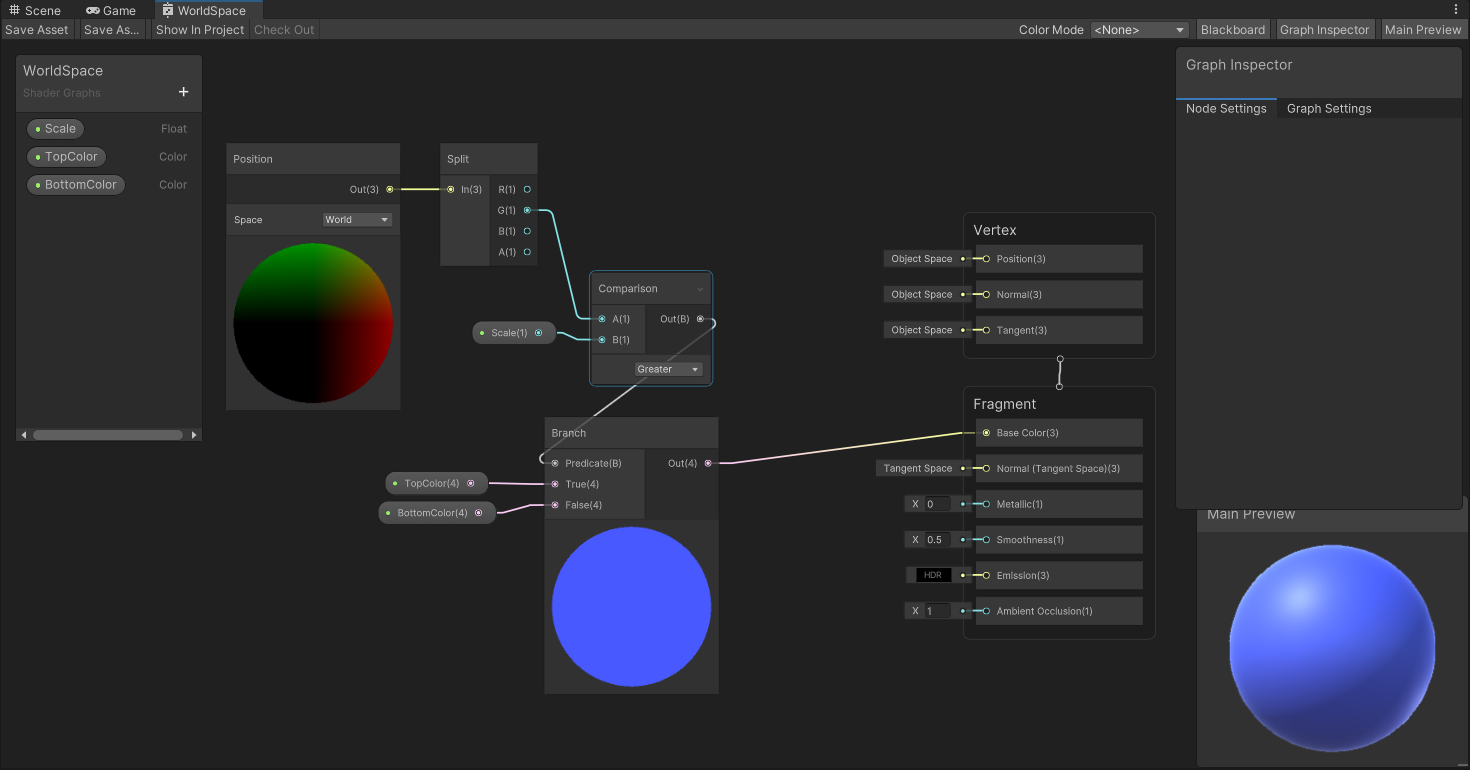 Scene Game WorldSpace
Save Asset Save As... Show In Project Check Out Color Mode <None> Blackboard Graph Inspector Main Preview
WorldSpace
Shader Graphs +
Scale Float
TopColor Color
BottomColor Color
Position
Out(3)
Space World
Split
In(3) R(1)
G(1)
B(1)
A(1)
Scale(1)
Comparison
A(1) Out(B)
B(1)
Greater
TopColor(4)
BottomColor(4)
Branch
Predicate(B) Out(4)
True(4)
False(4)
Vertex
Object Space Position(3)
Object Space Normal(3)
Object Space Tangent(3)
Fragment
Base Color(3)
Tangent Space Normal (Tangent Space)(3)
X 0 Metallic(1)
X 0.5 Smoothness(1)
HDR Emission(3)
X 1 Ambient Occlusion(1)
Graph Inspector
Node Settings Graph Settings
Main Preview